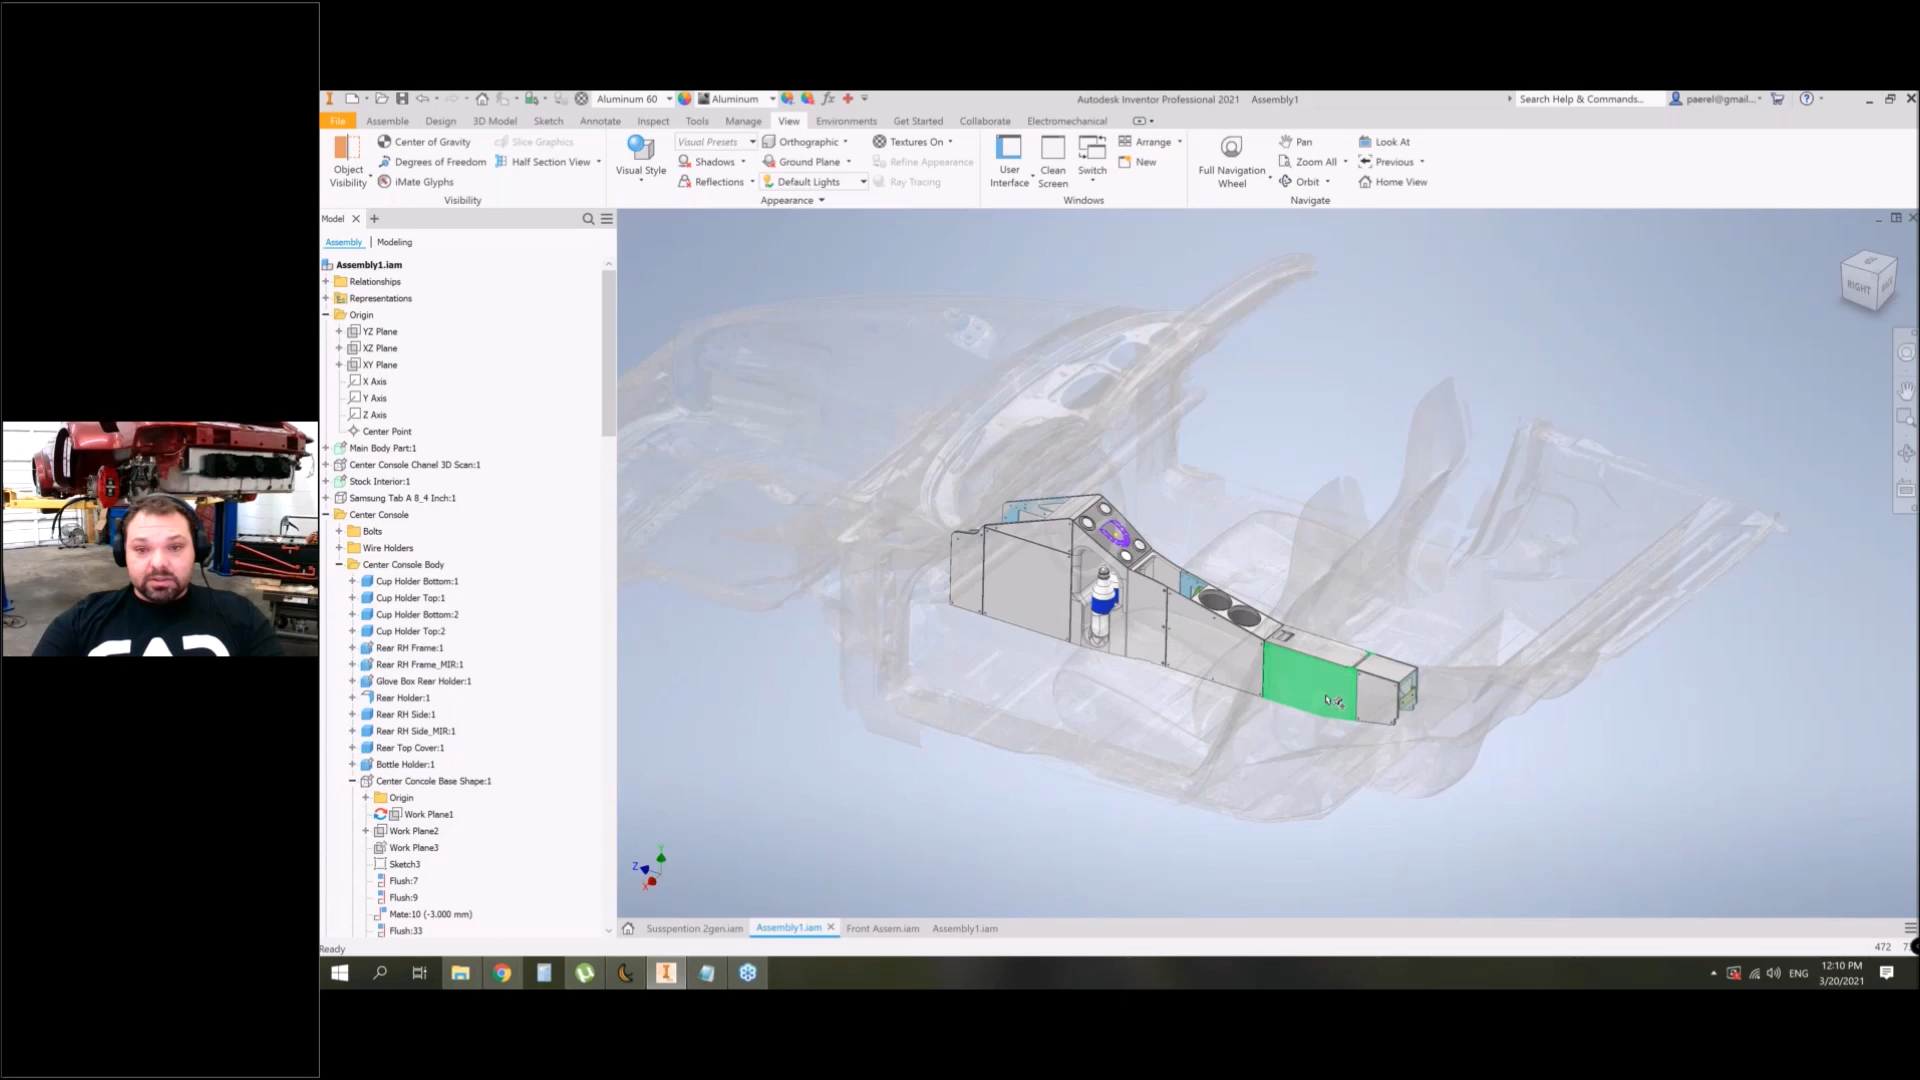 Aluminum 60
Aluminum
Autodesk Inventor Professional 2021 Assembly1
Search Help & Commands...
paerel@gmail...
File Assemble Design 3D Model Sketch Annotate Inspect Tools Manage View Environments Get Started Collaborate Electromechanical
Object Visibility
Center of Gravity
Degrees of Freedom
iMate Glyphs
Slice Graphics
Half Section View
Visibility
Visual Style
Visual Presets
Shadows
Reflections
Orthographic
Ground Plane
Default Lights
Textures On
Refine Appearance
Ray Tracing
Appearance
User Interface
Clean Screen
Switch
Arrange
New
Windows
Full Navigation Wheel
Pan
Zoom All
Orbit
Look At
Previous
Home View
Navigate
Model
Assembly | Modeling
Assembly1.iam
Relationships
Representations
Origin
YZ Plane
XZ Plane
XY Plane
X Axis
Y Axis
Z Axis
Center Point
Main Body Part:1
Center Console Chanel 3D Scan:1
Stock Interior:1
Samsung Tab A 8_4 Inch:1
Center Console
Bolts
Wire Holders
Center Console Body
Cup Holder Bottom:1
Cup Holder Top:1
Cup Holder Bottom:2
Cup Holder Top:2
Rear RH Frame:1
Rear RH Frame_MIR:1
Glove Box Rear Holder:1
Rear Holder:1
Rear RH Side:1
Rear RH Side_MIR:1
Rear Top Cover:1
Bottle Holder:1
Center Concole Base Shape:1
Origin
Work Plane1
Work Plane2
Work Plane3
Sketch3
Flush:7
Flush:9
Mate:10 (-3.000 mm)
Flush:33
RIGHT
Y
Z
X
Susspention 2gen.iam
Assembly1.iam
Front Assem.iam
Assembly1.iam
Ready
472
ENG
12:10 PM
3/20/2021